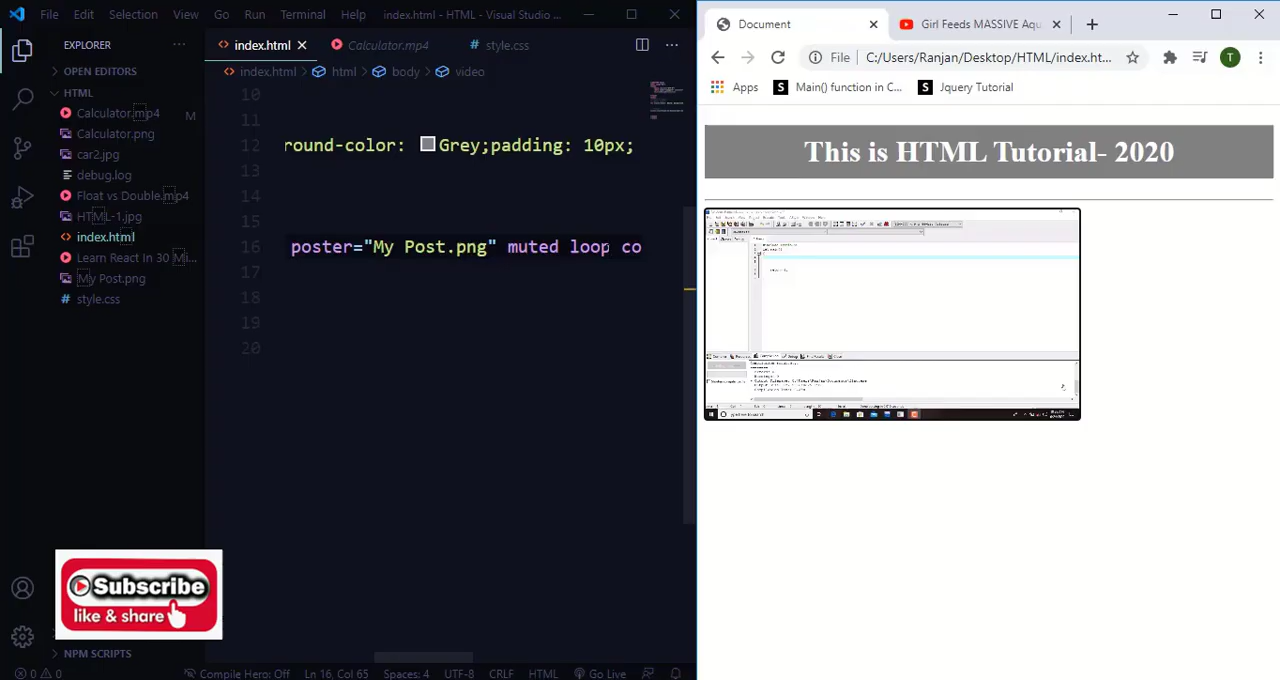 File Edit Selection View Go Run Terminal Help index.html - HTML - Visual Studio ...
EXPLORER
OPEN EDITORS
HTML
Calculator.mp4 M
Calculator.png
car2.jpg
debug.log
Float vs Double.mp4
HTML-1.jpg
index.html
Learn React In 30 Mi...
My Post.png
style.css
NPM SCRIPTS
index.html Calculator.mp4 style.css
index.html html body video
10
11
12 round-color: Grey;padding: 10px;
13
14
15
16 poster="My Post.png" muted loop co
17
18
19
20
Subscribe
like & share
0 0 Compile Hero: Off Ln 16, Col 65 Spaces: 4 UTF-8 CRLF HTML Go Live
Document Girl Feeds MASSIVE Aqu
File C:/Users/Ranjan/Desktop/HTML/index.ht... T
Apps S Main() function in C... S Jquery Tutorial
This is HTML Tutorial- 2020